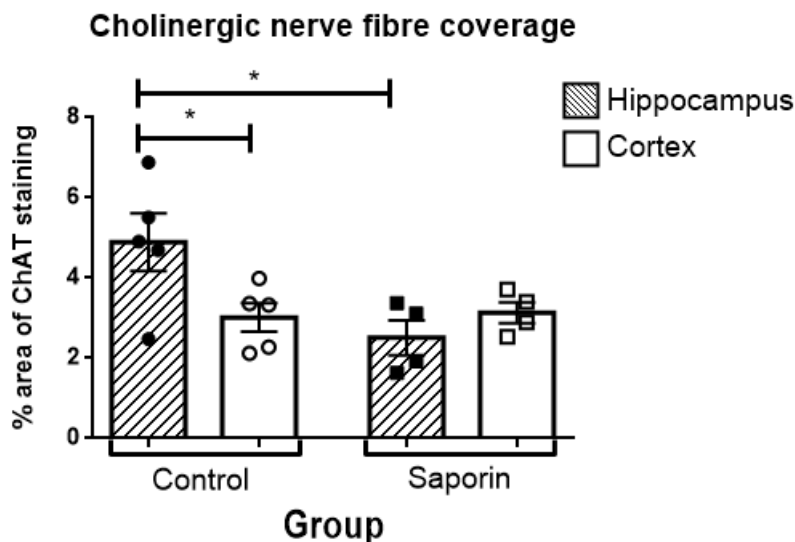 Cholinergic nerve fibre coverage
*
*
Hippocampus
Cortex
% area of ChAT staining
8
6
4
2
0
Control
Saporin
Group